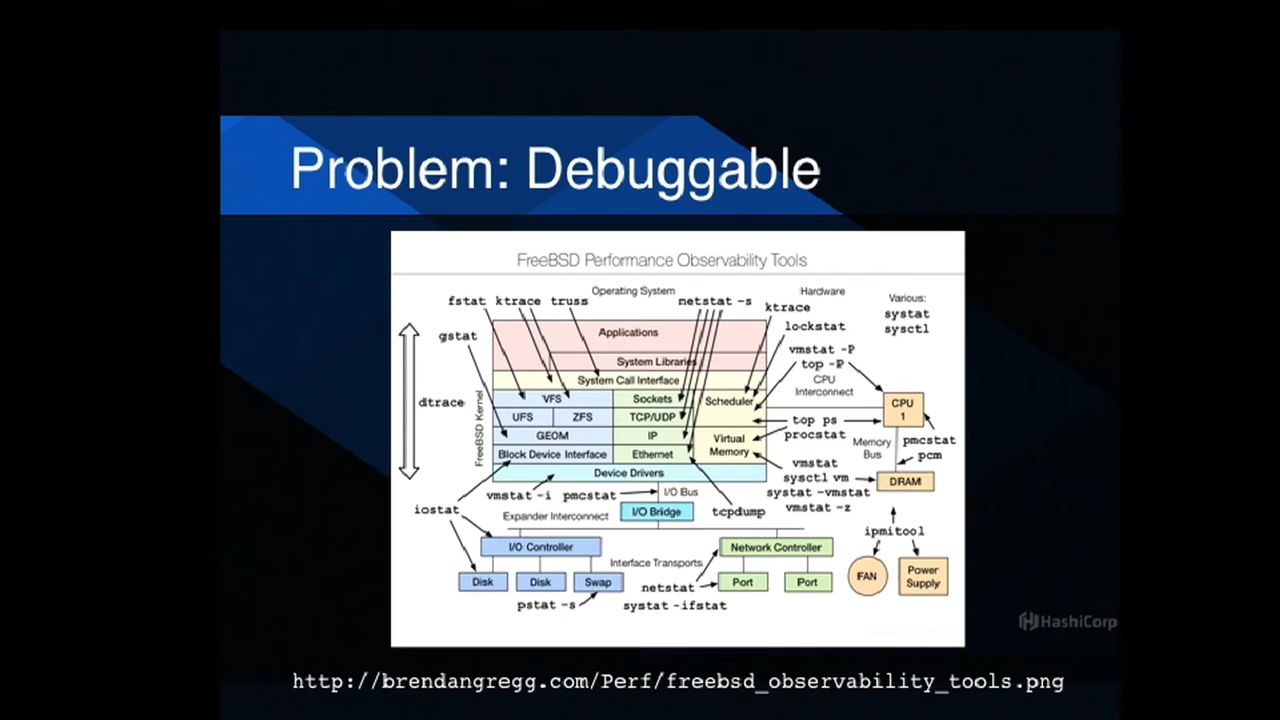 Problem: Debuggable
FreeBSD Performance Observability Tools
Operating System
Hardware
Various:
fstat ktrace truss
netstat -s
ktrace
systat
sysctl
gstat
lockstat
Applications
System Libraries
System Call Interface
vmstat -P
top -P
CPU
Interconnect
dtrace
FreeBSD Kernel
VFS
Sockets
Scheduler
UFS
ZFS
TCP/UDP
CPU
1
top ps
procstat
GEOM
IP
Virtual
Memory
Memory
Bus
pmcstat
pcm
Block Device Interface
Ethernet
Device Drivers
vmstat
sysctl vm
systat -vmstat
vmstat -z
DRAM
vmstat -i
pmcstat
I/O Bus
iostat
Expander Interconnect
I/O Bridge
tcpdump
ipmitool
I/O Controller
Interface Transports
Network Controller
Disk
Disk
Swap
netstat
Port
Port
FAN
Power
Supply
pstat -s
systat -ifstat
HashiCorp
http://brendangregg.com/Perf/freebsd_observability_tools.png